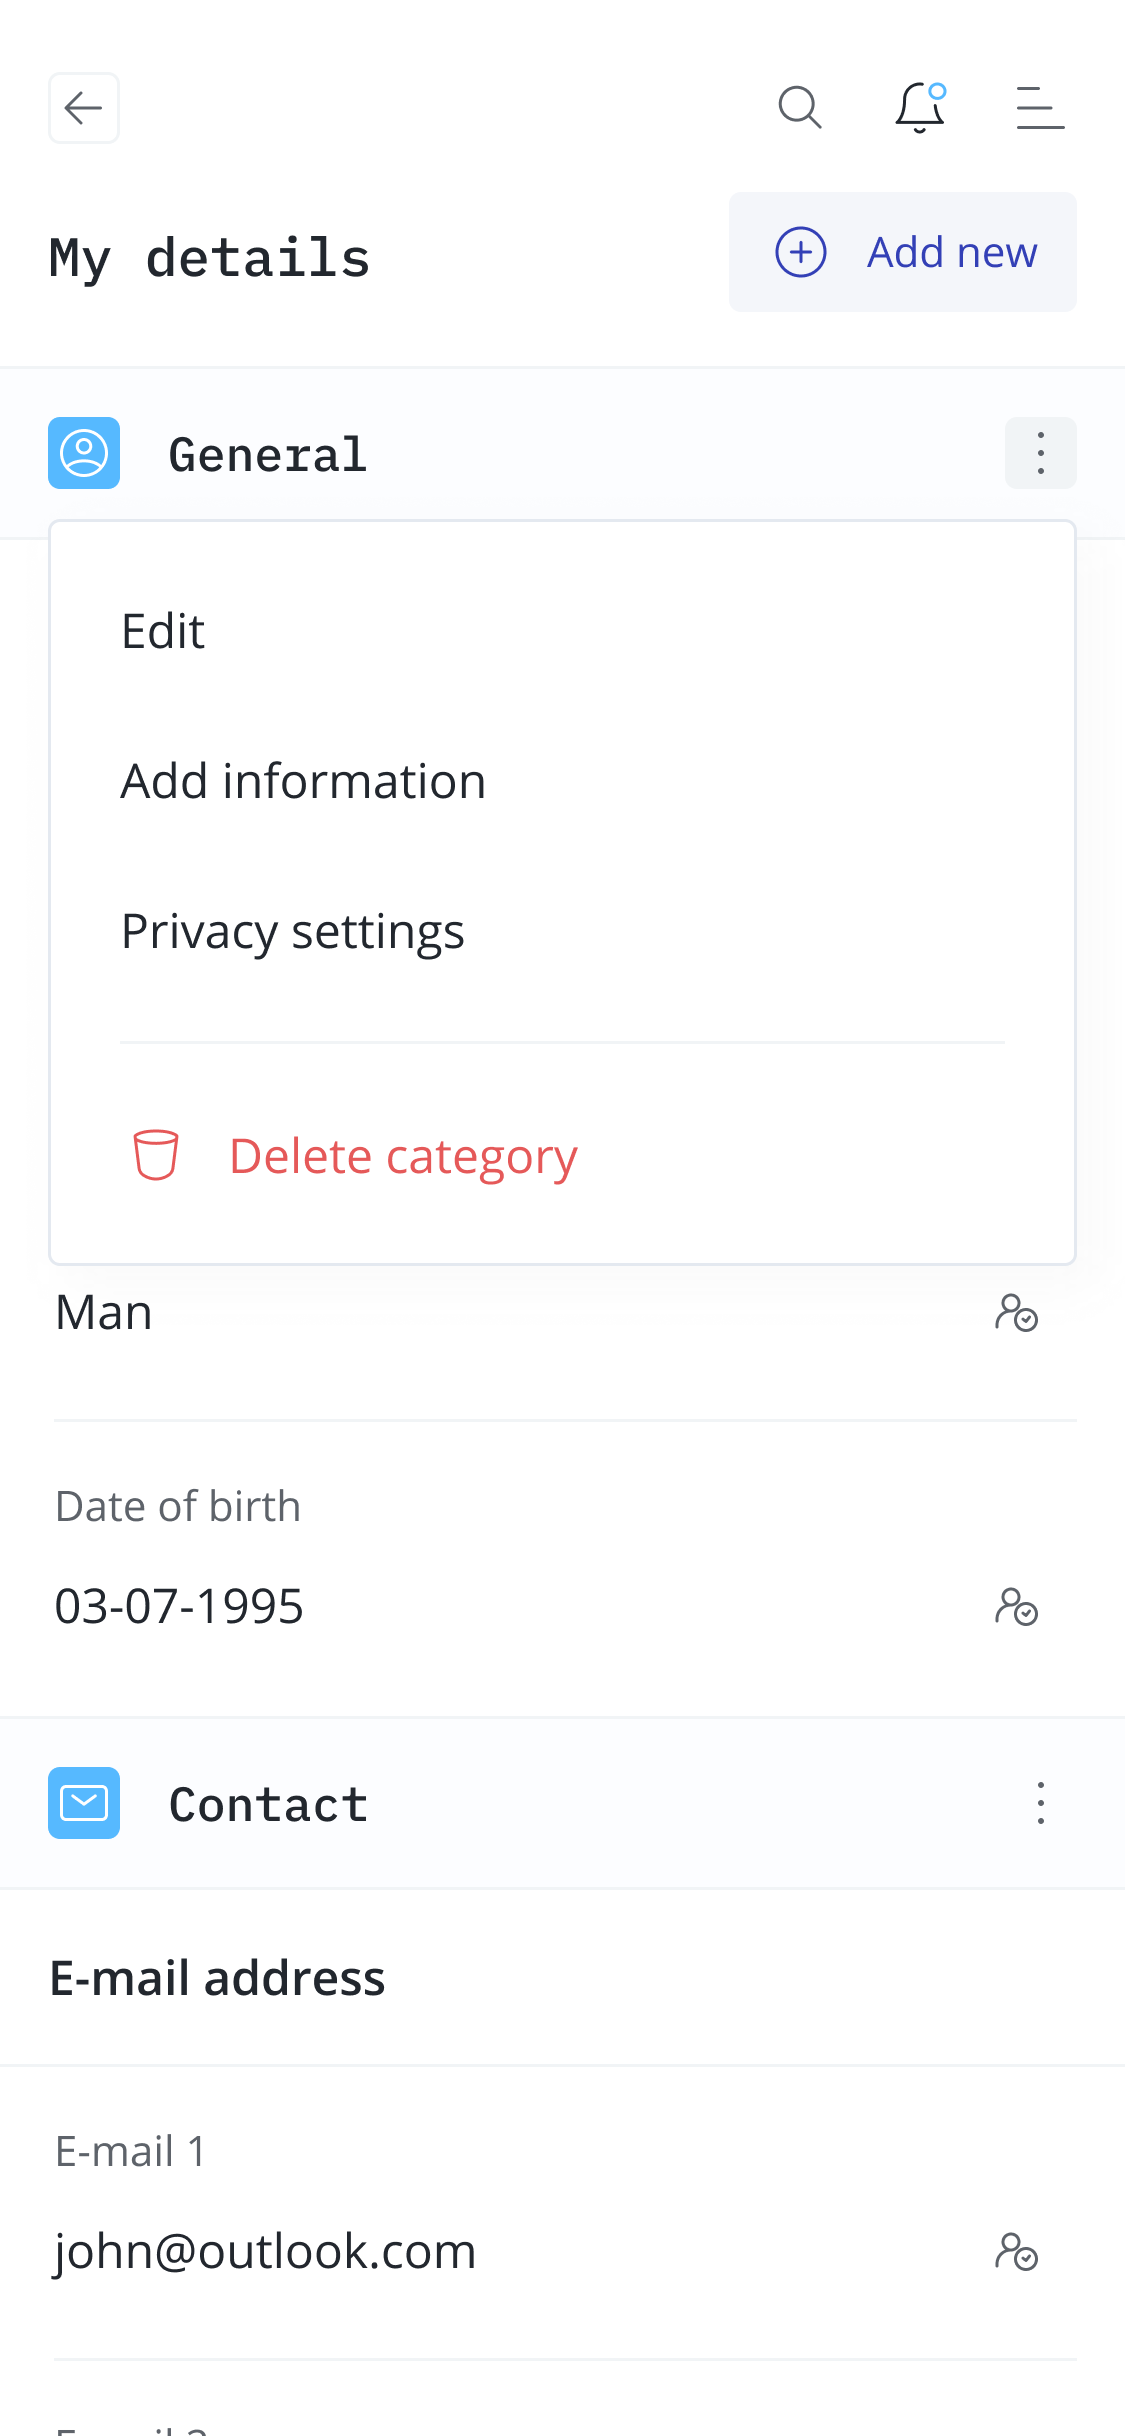 My details
Add new
General
Edit
Add information
Privacy settings
Delete category
Man
Date of birth
03-07-1995
Contact
E-mail address
E-mail 1
john@outlook.com